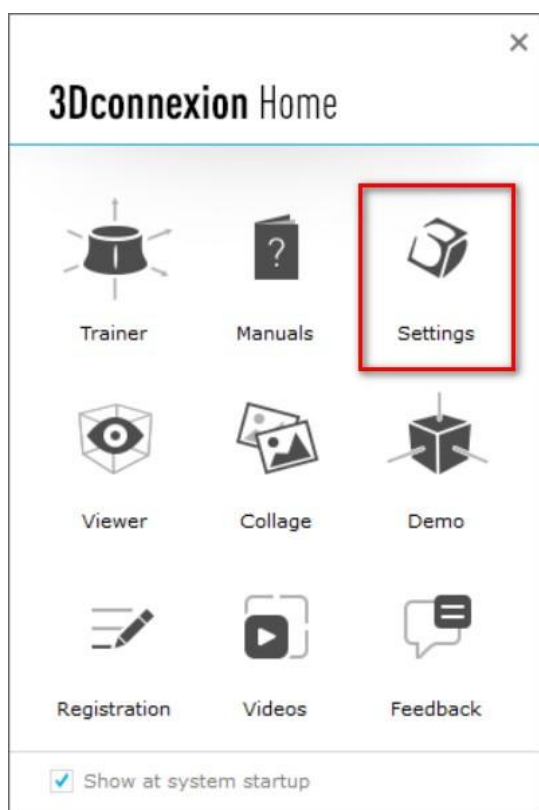 3Dconnexion Home
?
Trainer Manuals Settings
Viewer Collage Demo
Registration Videos Feedback
Show at system startup